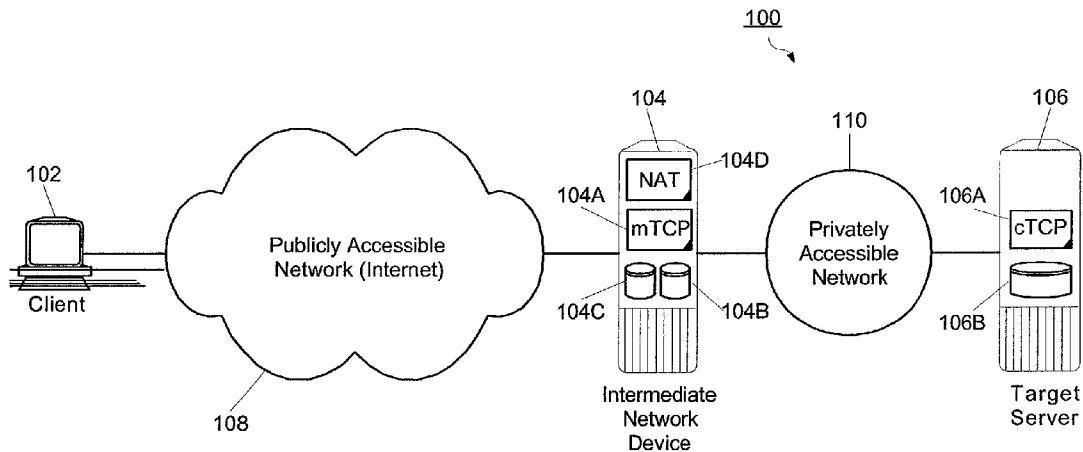 100
104
110
106
102
NAT
104D
104A
mTCP
106A
cTCP
Publicly Accessible
Network (Internet)
Privately
Accessible
Network
Client
104C
104B
106B
108
Intermediate
Network
Device
Target
Server